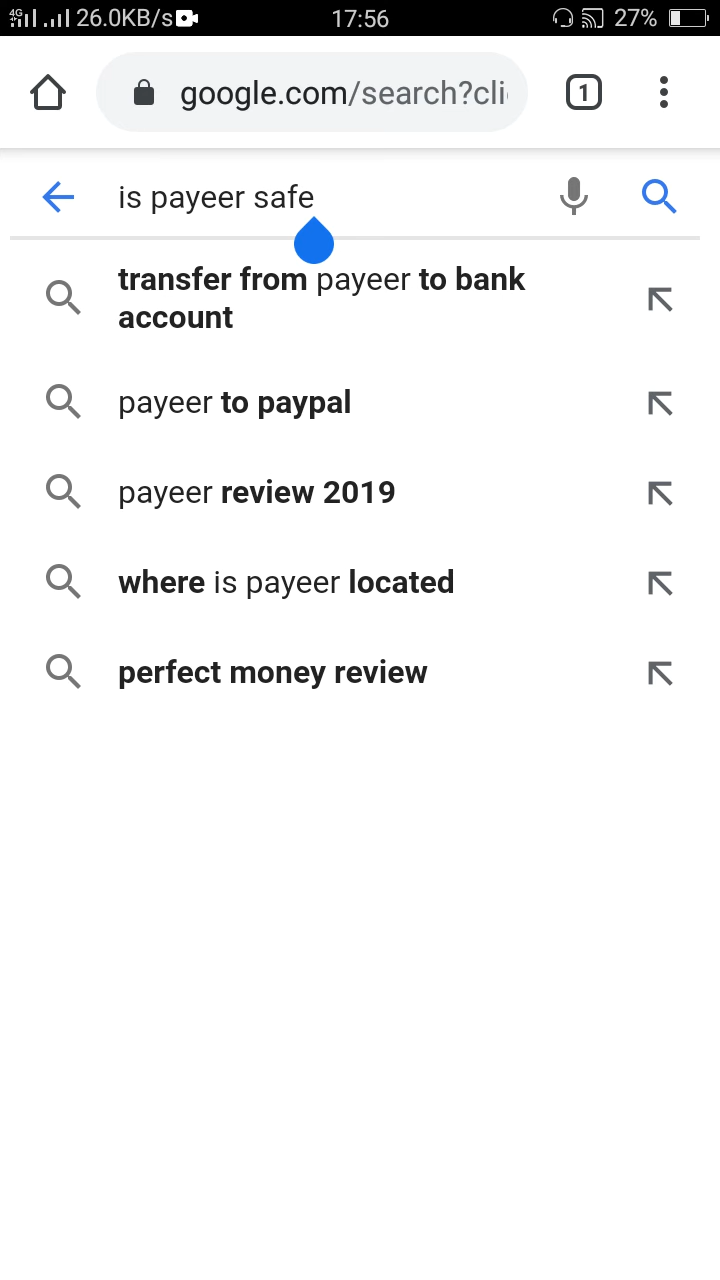 4G 26.0KB/s 17:56 27%
google.com/search?cli
1
is payeer safe
transfer from payeer to bank
account
payeer to paypal
payeer review 2019
where is payeer located
perfect money review